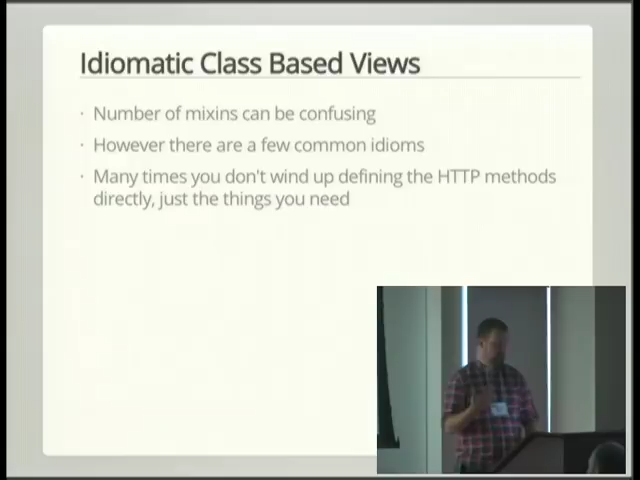 Idiomatic Class Based Views
· Number of mixins can be confusing
· However there are a few common idioms
· Many times you don't wind up defining the HTTP methods
directly, just the things you need